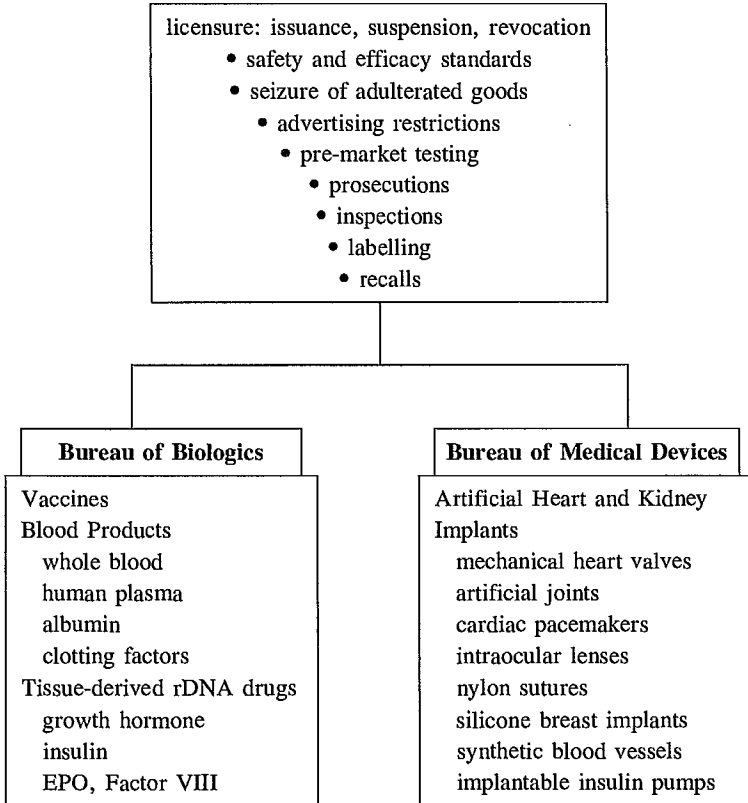 licensure: issuance, suspension, revocation
• safety and efficacy standards
• seizure of adulterated goods
• advertising restrictions
• pre-market testing
• prosecutions
• inspections
• labelling
• recalls
Bureau of Biologics
Vaccines
Blood Products
whole blood
human plasma
albumin
clotting factors
Tissue-derived rDNA drugs
growth hormone
insulin
EPO, Factor VIII
Bureau of Medical Devices
Artificial Heart and Kidney
Implants
mechanical heart valves
artificial joints
cardiac pacemakers
intraocular lenses
nylon sutures
silicone breast implants
synthetic blood vessels
implantable insulin pumps